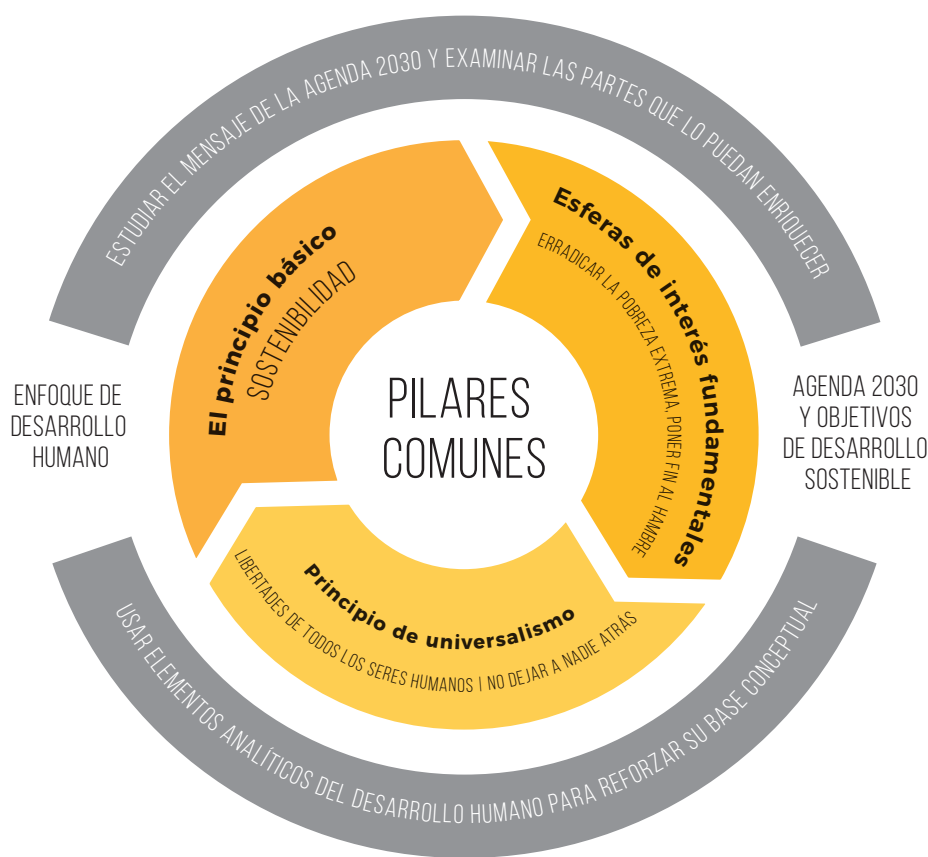 ESTUDIAR EL MENSAJE DE LA AGENDA 2030 Y EXAMINAR LAS PARTES QUE LO PUEDAN ENRIQUECER
El principio básico
SOSTENIBILIDAD
Esferas de interés fundamentales
ERRADICAR LA POBREZA EXTREMA, PONER FIN AL HAMBRE
ENFOQUE DE
DESARROLLO
HUMANO
PILARES
COMUNES
AGENDA 2030
Y OBJETIVOS
DE DESARROLLO
SOSTENIBLE
Principio de universalismo
LIBERTADES DE TODOS LOS SERES HUMANOS | NO DEJAR A NADIE ATRÁS
USAR ELEMENTOS ANALÍTICOS DEL DESARROLLO HUMANO PARA REFORZAR SU BASE CONCEPTUAL